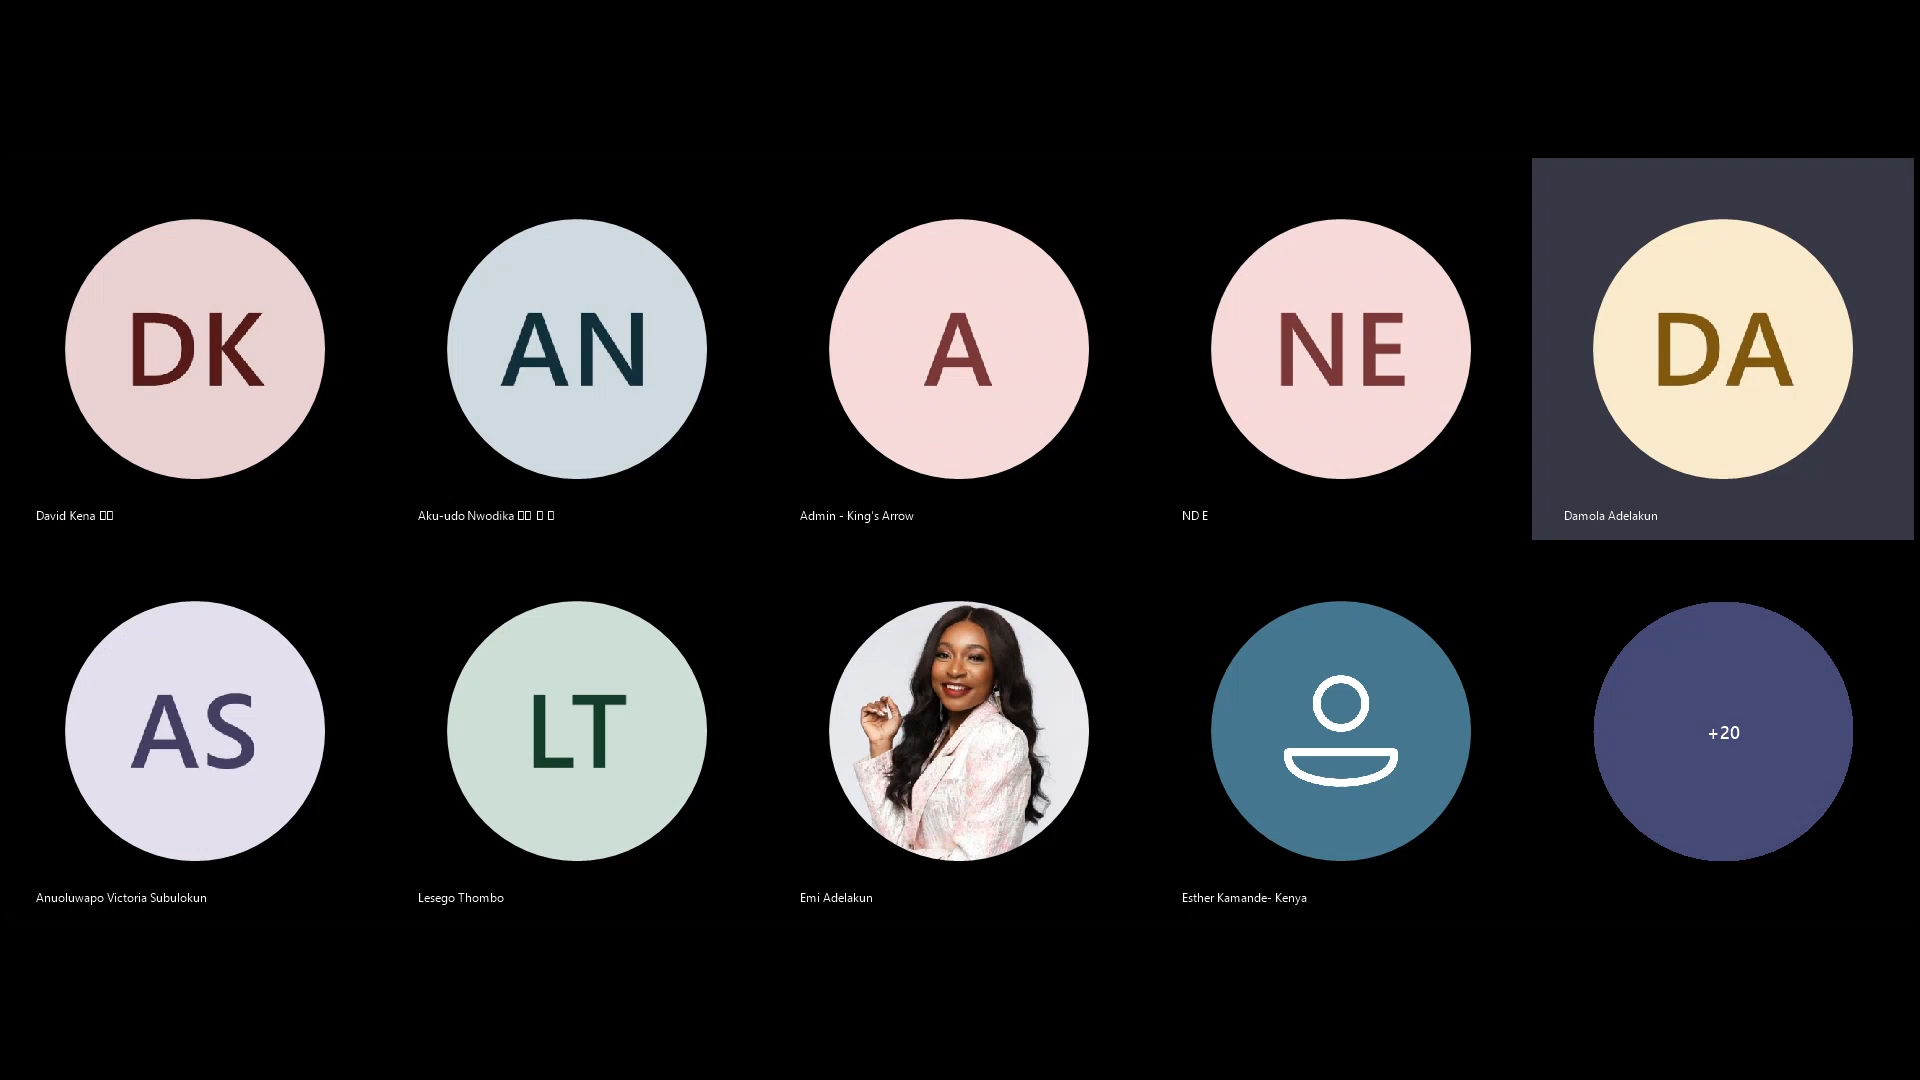 DK
AN
A
NE
DA
David Kena
Aku-udo Nwodika
Admin - King's Arrow
ND E
Damola Adelakun
AS
LT
+20
Anuoluwapo Victoria Subulokun
Lesego Thombo
Emi Adelakun
Esther Kamande- Kenya